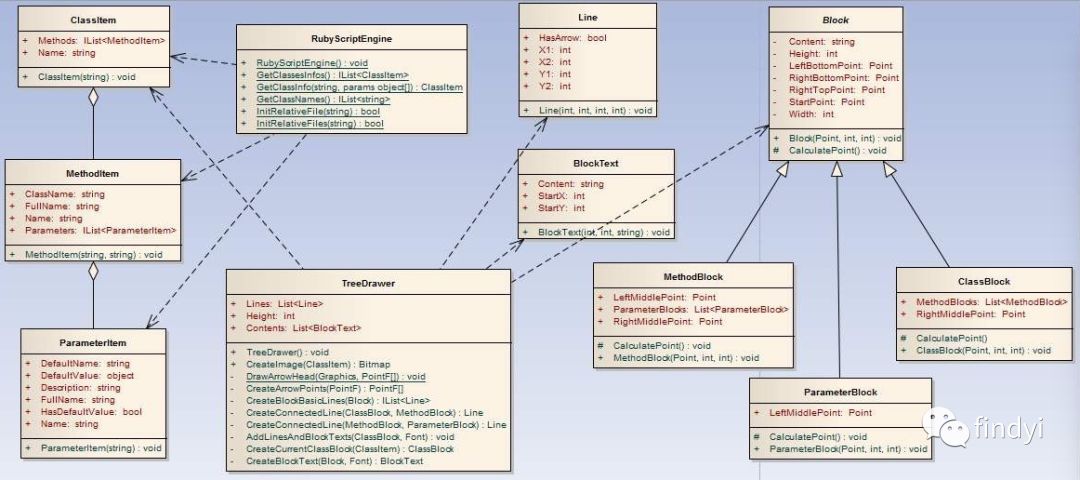 ClassItem
+ Methods: IList<MethodItem>
+ Name: string
+ ClassItem(string) : void
RubyScriptEngine
+ RubyScriptEngine() : void
+ GetClassesInfos() : IList<ClassItem>
+ GetClassInfo(string, params object[]) : ClassItem
+ GetClassNames() : IList<string>
+ InitRelativeFile(string) : bool
+ InitRelativeFiles(string) : bool
Line
+ HasArrow: bool
+ X1: int
+ X2: int
+ Y1: int
+ Y2: int
+ Line(int, int, int, int) : void
Block
- Content: string
- Height: int
- LeftBottomPoint: Point
- RightBottomPoint: Point
- RightTopPoint: Point
- StartPoint: Point
- Width: int
+ Block(Point, int, int) : void
# CalculatePoint() : void
MethodItem
+ ClassName: string
+ FullName: string
+ Name: string
+ Parameters: IList<ParameterItem>
+ MethodItem(string, string) : void
BlockText
+ Content: string
+ StartX: int
+ StartY: int
+ BlockText(int, int, string) : void
TreeDrawer
+ Lines: List<Line>
+ Height: int
+ Contents: List<BlockText>
+ TreeDrawer() : void
+ CreateImage(ClassItem) : Bitmap
- DrawArrowHead(Graphics, PointF[]) : void
- CreateArrowPoints(PointF) : PointF[]
- CreateBlockBasicLines(Block) : IList<Line>
- CreateConnectedLine(ClassBlock, MethodBlock) : Line
- CreateConnectedLine(MethodBlock, ParameterBlock) : Line
- AddLinesAndBlockTexts(ClassBlock, Font) : void
- CreateCurrentClassBlock(ClassItem) : ClassBlock
- CreateBlockText(Block, Font) : BlockText
MethodBlock
+ LeftMiddlePoint: Point
+ ParameterBlocks: List<ParameterBlock>
+ RightMiddlePoint: Point
# CalculatePoint() : void
+ MethodBlock(Point, int, int) : void
ClassBlock
+ MethodBlocks: List<MethodBlock>
+ RightMiddlePoint: Point
# CalculatePoint()
+ ClassBlock(Point, int, int) : void
ParameterItem
+ DefaultName: string
+ DefaultValue: object
+ Description: string
+ FullName: string
+ HasDefaultValue: bool
+ Name: string
+ ParameterItem(string) : void
ParameterBlock
+ LeftMiddlePoint: Point
# CalculatePoint() : void
+ ParameterBlock(Point, int, int) : void
findyi